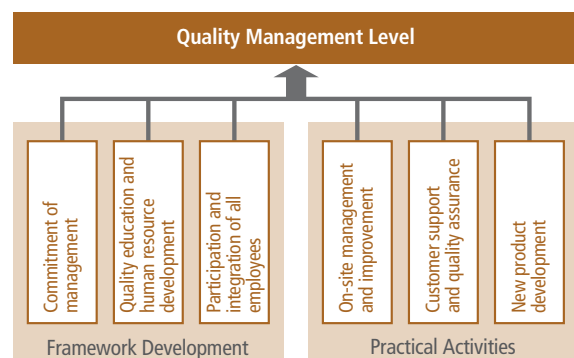 Quality Management Level
Commitment of
management
Quality education and
human resource
development
Participation and
integration of all
employees
On-site management
and improvement
Customer support
and quality assurance
New product
development
Framework Development
Practical Activities